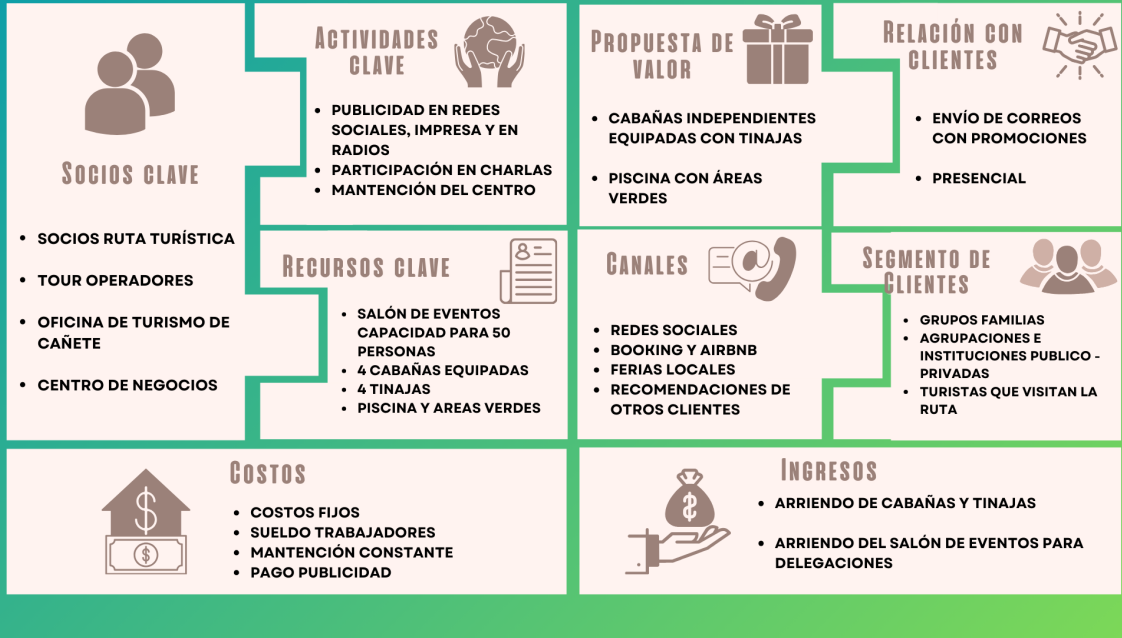 Socios clave
• SOCIOS RUTA TURÍSTICA
• TOUR OPERADORES
• OFICINA DE TURISMO DE
CAÑETE
• CENTRO DE NEGOCIOS
Actividades
clave
• PUBLICIDAD EN REDES
SOCIALES, IMPRESA Y EN
RADIOS
• PARTICIPACIÓN EN CHARLAS
• MANTENCIÓN DEL CENTRO
Recursos clave
• SALÓN DE EVENTOS
CAPACIDAD PARA 50
PERSONAS
• 4 CABAÑAS EQUIPADAS
• 4 TINAJAS
• PISCINA Y AREAS VERDES
Propuesta de
valor
• CABAÑAS INDEPENDIENTES
EQUIPADAS CON TINAJAS
• PISCINA CON ÁREAS
VERDES
Canales
• REDES SOCIALES
• BOOKING Y AIRBNB
• FERIAS LOCALES
• RECOMENDACIONES DE
OTROS CLIENTES
Relación con
clientes
• ENVÍO DE CORREOS
CON PROMOCIONES
• PRESENCIAL
Segmento de
Clientes
• GRUPOS FAMILIAS
• AGRUPACIONES E
INSTITUCIONES PUBLICO -
PRIVADAS
• TURISTAS QUE VISITAN LA
RUTA
Costos
• COSTOS FIJOS
• SUELDO TRABAJADORES
• MANTENCIÓN CONSTANTE
• PAGO PUBLICIDAD
Ingresos
• ARRIENDO DE CABAÑAS Y TINAJAS
• ARRIENDO DEL SALÓN DE EVENTOS PARA
DELEGACIONES